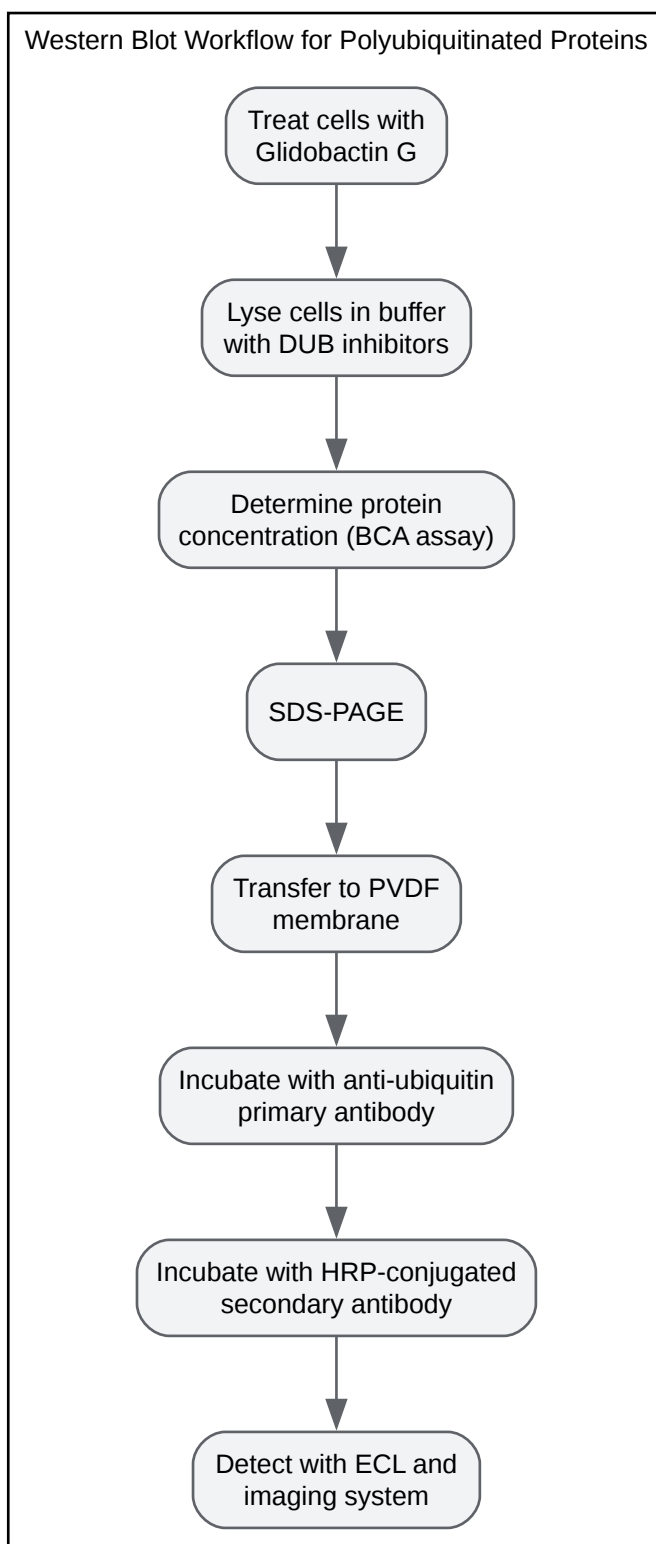 Western Blot Workflow for Polyubiquitinated Proteins
Treat cells with
Glidobactin G
Lyse cells in buffer
with DUB inhibitors
Determine protein
concentration (BCA assay)
SDS-PAGE
Transfer to PVDF
membrane
Incubate with anti-ubiquitin
primary antibody
Incubate with HRP-conjugated
secondary antibody
Detect with ECL and
imaging system